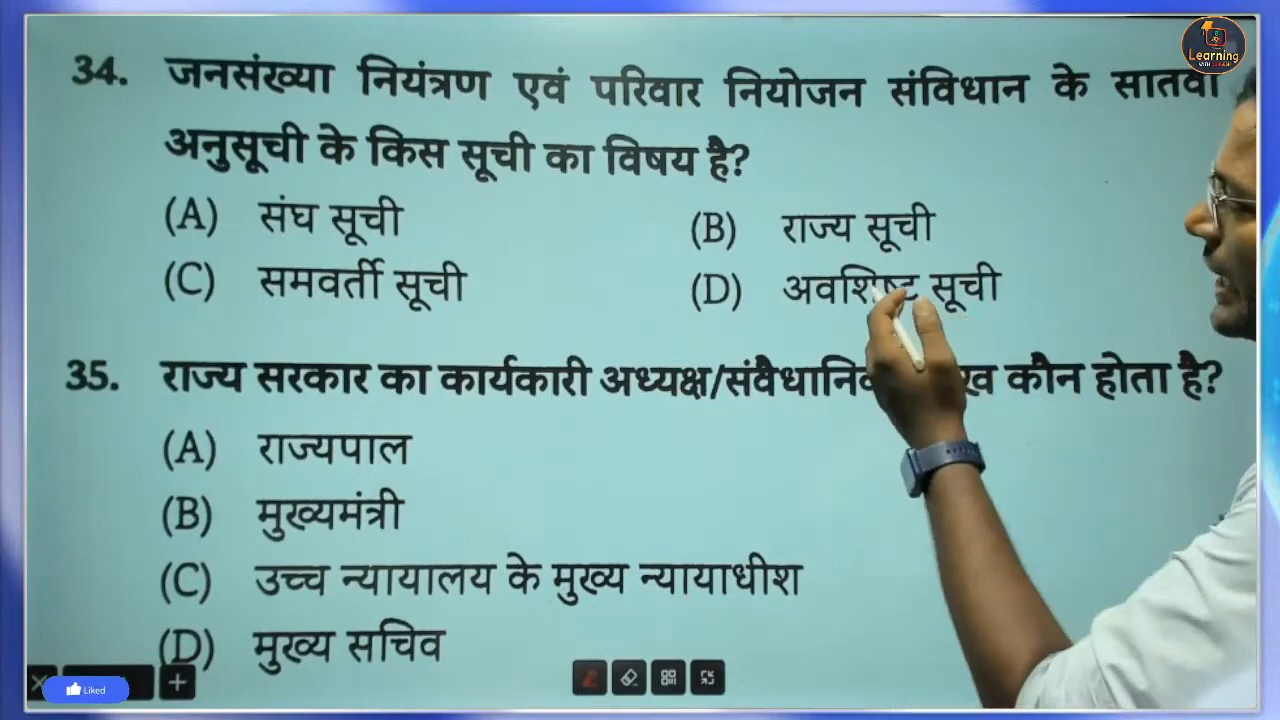 Learning
34. जनसंख्या नियंत्रण एवं परिवार नियोजन संविधान के सातवीं
अनुसूची के किस सूची का विषय है?
(A) संघ सूची (B) राज्य सूची
(C) समवर्ती सूची (D) अवशिष्ट सूची
35. राज्य सरकार का कार्यकारी अध्यक्ष/संवैधानिक कौन होता है?
(A) राज्यपाल
(B) मुख्यमंत्री
(C) उच्च न्यायालय के मुख्य न्यायाधीश
(D) मुख्य सचिव
Liked